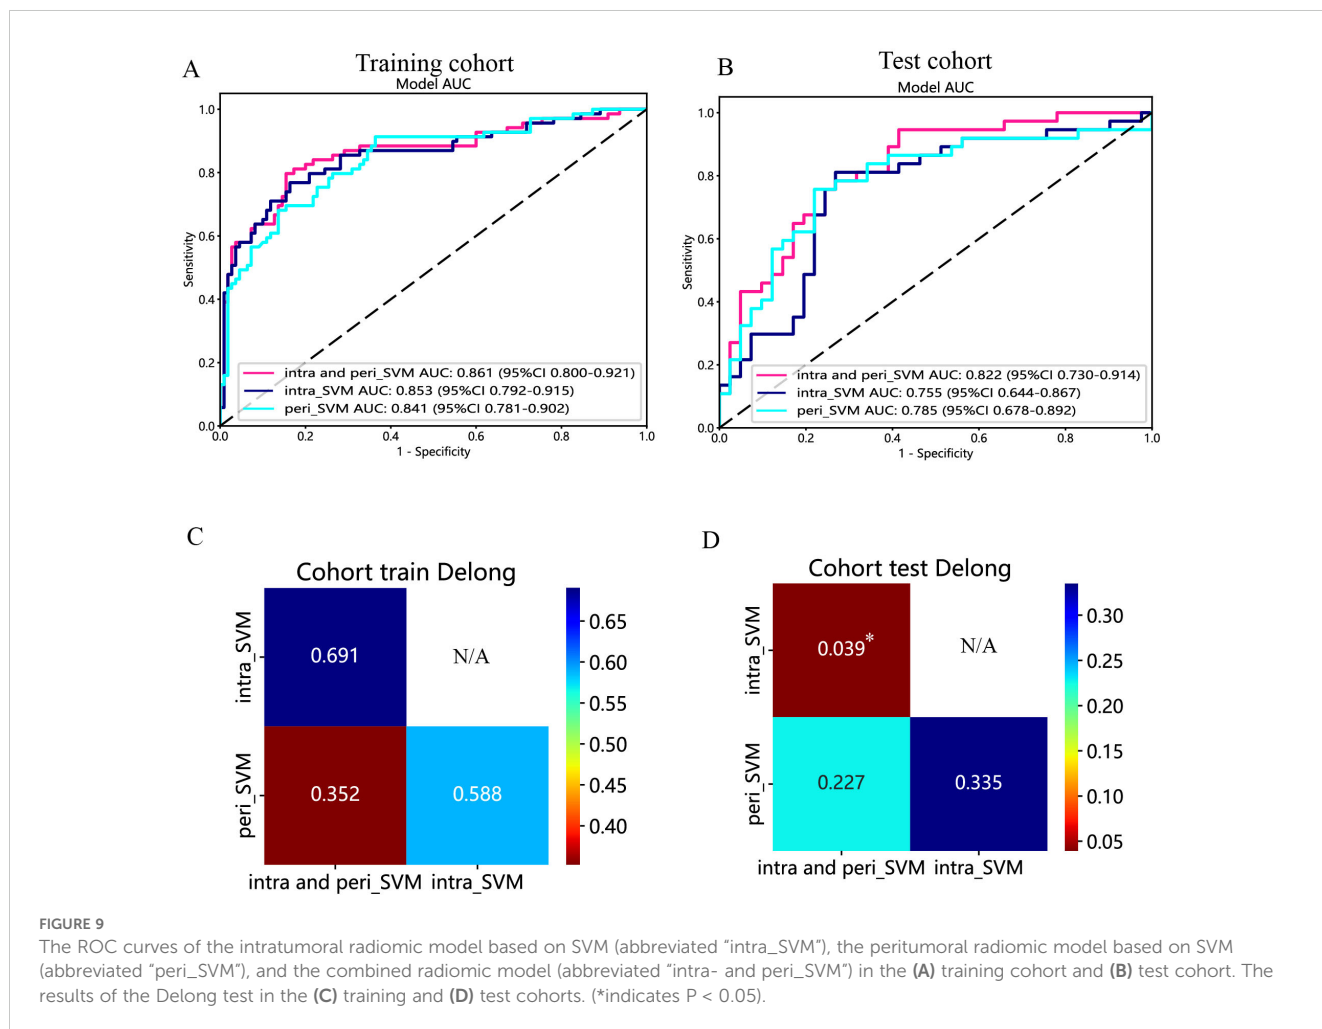 A
Training cohort
Model AUC
1.0
0.8
0.6
0.4
0.2
0.0
Sensitivity
intra and peri_SVM AUC: 0.861 (95%CI 0.800-0.921)
intra_SVM AUC: 0.853 (95%CI 0.792-0.915)
peri_SVM AUC: 0.841 (95%CI 0.781-0.902)
0.0 0.2 0.4 0.6 0.8 1.0
1 - Specificity
B
Test cohort
Model AUC
1.0
0.8
0.6
0.4
0.2
0.0
Sensitivity
intra and peri_SVM AUC: 0.822 (95%CI 0.730-0.914)
intra_SVM AUC: 0.755 (95%CI 0.644-0.867)
peri_SVM AUC: 0.785 (95%CI 0.678-0.892)
0.0 0.2 0.4 0.6 0.8 1.0
1 - Specificity
C
Cohort train Delong
intra_SVM
0.691 N/A
peri_SVM
0.352 0.588
intra and peri_SVM intra_SVM
0.65
0.60
0.55
0.50
0.45
0.40
D
Cohort test Delong
intra_SVM
0.039* N/A
peri_SVM
0.227 0.335
intra and peri_SVM intra_SVM
0.30
0.25
0.20
0.15
0.10
0.05
FIGURE 9
The ROC curves of the intratumoral radiomic model based on SVM (abbreviated “intra_SVM”), the peritumoral radiomic model based on SVM
(abbreviated “peri_SVM”), and the combined radiomic model (abbreviated “intra- and peri_SVM”) in the (A) training cohort and (B) test cohort. The
results of the Delong test in the (C) training and (D) test cohorts. (*indicates P < 0.05).